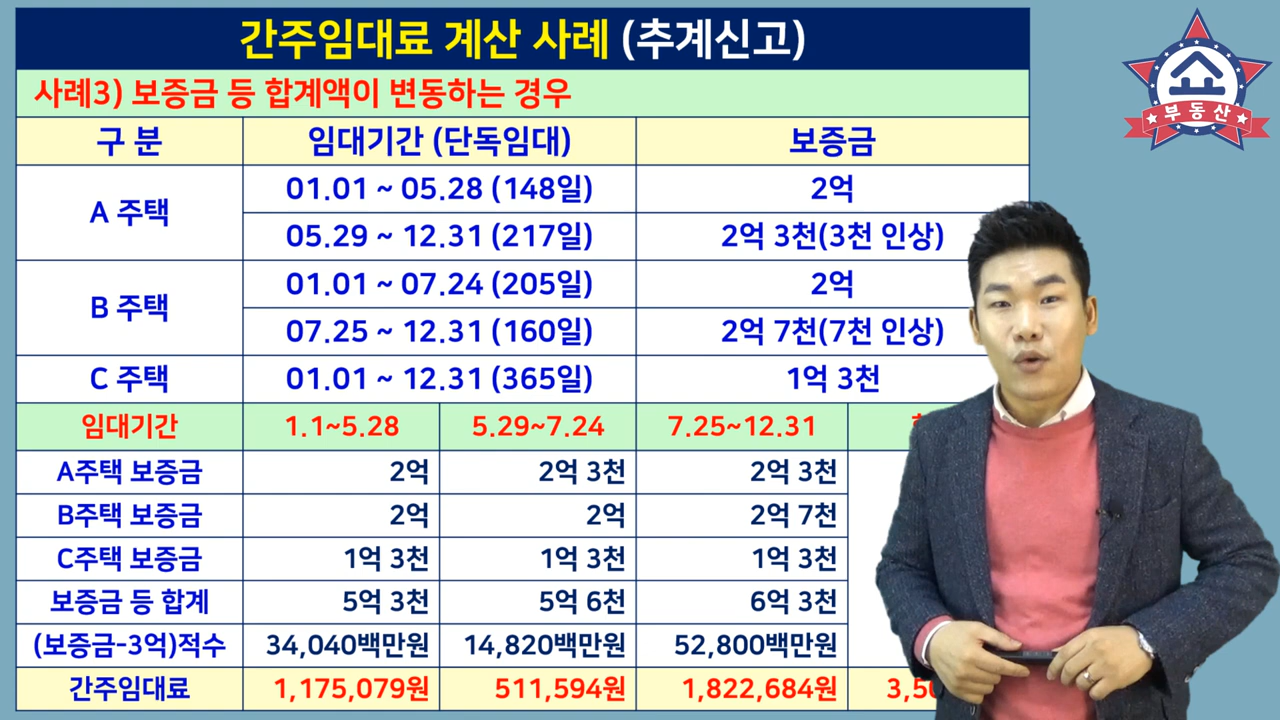 간주임대료 계산 사례 (추계신고)
사례3) 보증금 등 합계액이 변동하는 경우
구 분 임대기간 (단독임대) 보증금
A 주택 01.01 ~ 05.28 (148일) 2억
05.29 ~ 12.31 (217일) 2억 3천(3천 인상)
B 주택 01.01 ~ 07.24 (205일) 2억
07.25 ~ 12.31 (160일) 2억 7천(7천 인상)
C 주택 01.01 ~ 12.31 (365일) 1억 3천
임대기간 1.1~5.28 5.29~7.24 7.25~12.31
A주택 보증금 2억 2억 3천 2억 3천
B주택 보증금 2억 2억 2억 7천
C주택 보증금 1억 3천 1억 3천 1억 3천
보증금 등 합계 5억 3천 5억 6천 6억 3천
(보증금-3억)적수 34,040백만원 14,820백만원 52,800백만원
간주임대료 1,175,079원 511,594원 1,822,684원
부동산